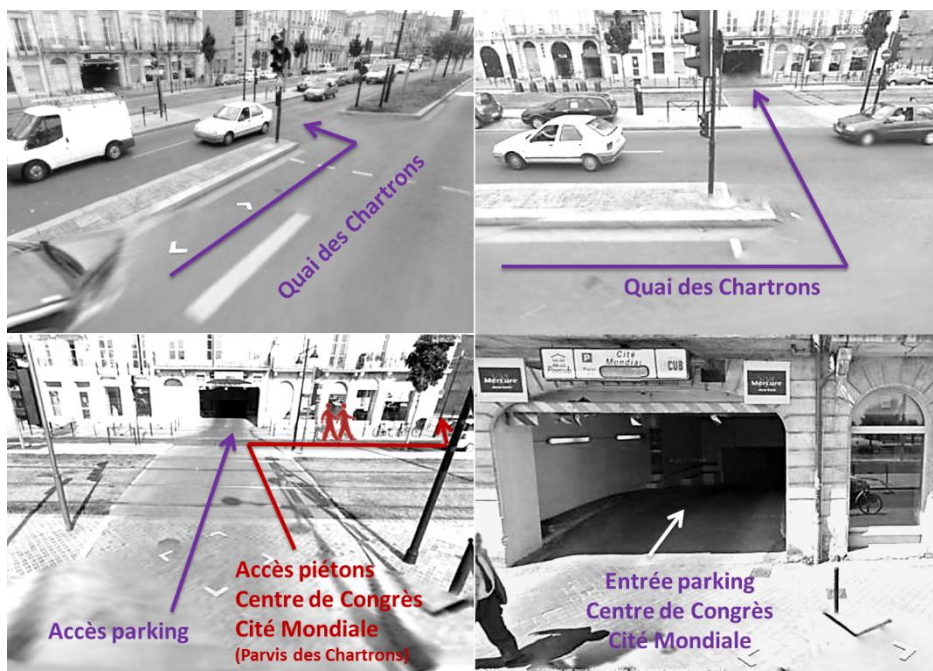 Quai des Chartrons
Quai des Chartrons
Accès parking
Accès piétons
Centre de Congrès
Cité Mondiale
(Parvis des Chartrons)
Cité
Mondial
P
CUB
Mercure
Mercure
Entrée parking
Centre de Congrès
Cité Mondiale